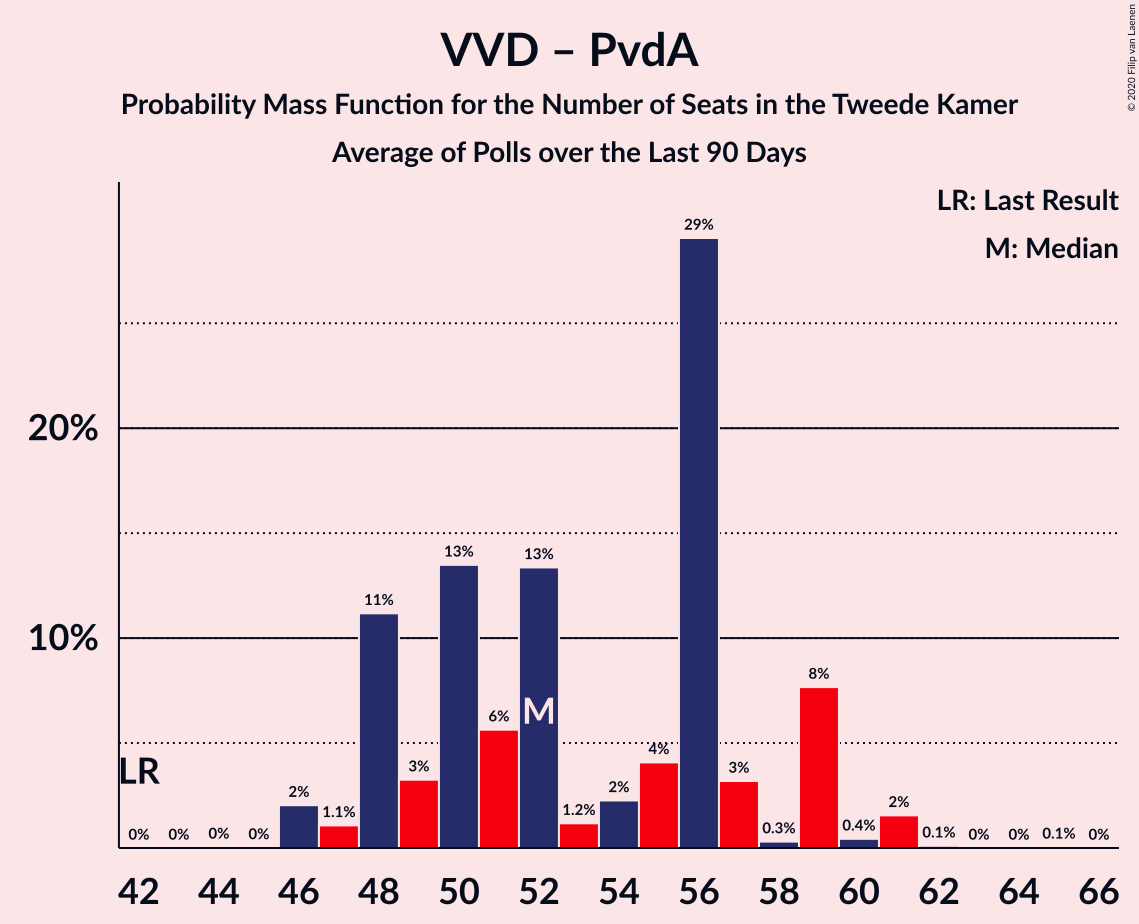 VVD – PvdA
Probability Mass Function for the Number of Seats in the Tweede Kamer
Average of Polls over the Last 90 Days
© 2020 Filip van Laenen
LR: Last Result
M: Median
29%
20%
13%
13%
11%
10%
8%
M
6%
4%
LR
3%
3%
2%
2%
2%
1.1%
1.2%
0.3%
0.4%
0.1%
0.1%
0% 0% 0% 0% 0% 0% 0%
42 44 46 48 50 52 54 56 58 60 62 64 66